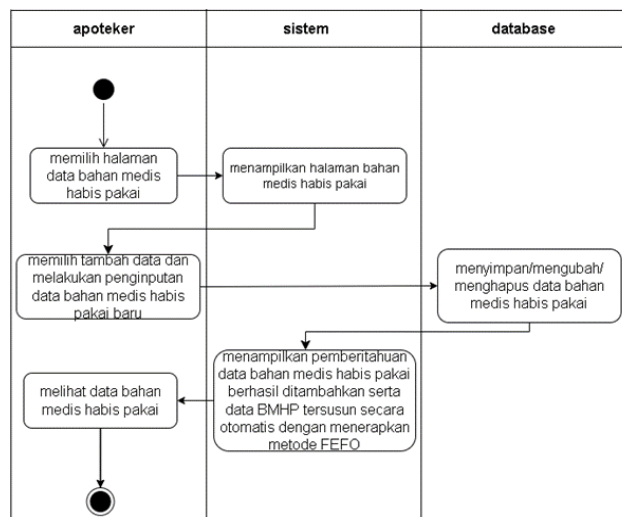 apoteker
sistem
database
memilih halaman
data bahan medis
habis pakai
menampilkan halaman bahan
medis habis pakai
memilih tambah data dan
melakukan penginputan
data bahan medis habis
pakai baru
menyimpan/mengubah/
menghapus data bahan
medis habis pakai
menampilkan pemberitahuan
data bahan medis habis pakai
berhasil ditambahkan serta
data BMHP tersusun secara
otomatis dengan menerapkan
metode FEFO
melihat data bahan
medis habis pakai